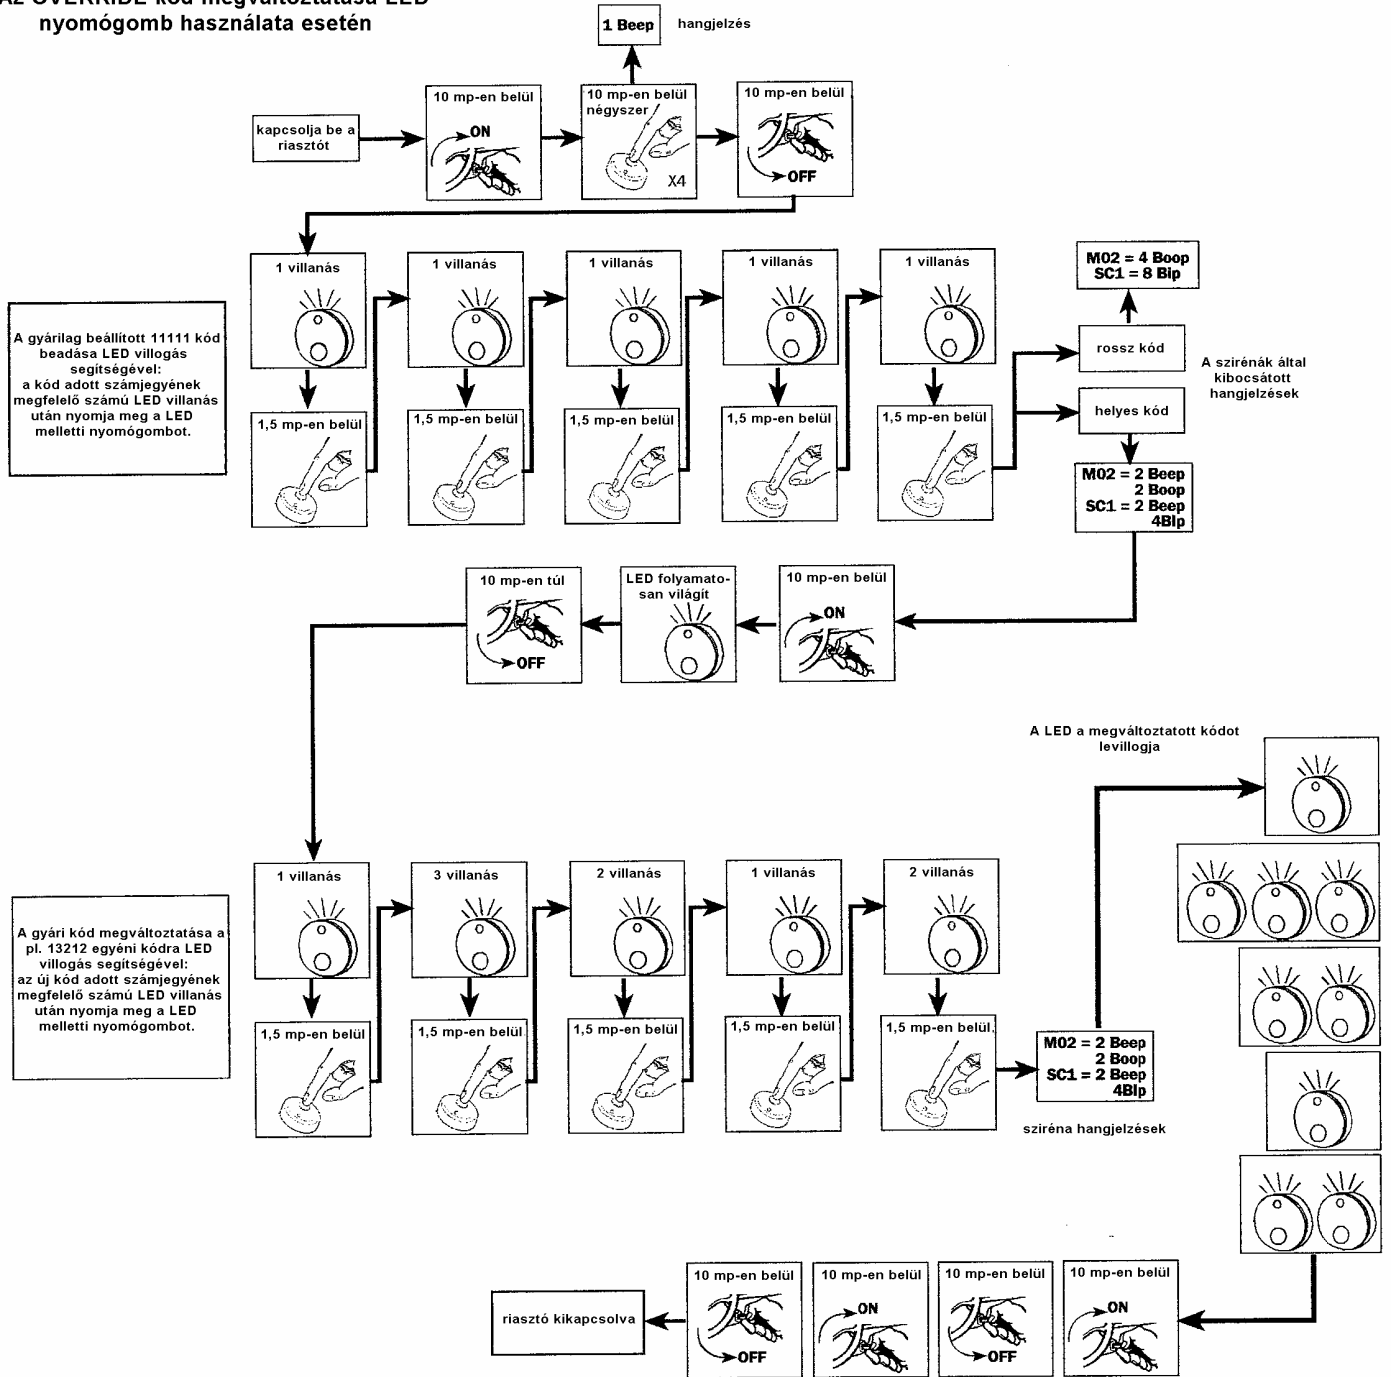 Az OVERRIDE kód megváltoztatása LED
nyomógomb használata esetén
1 Beep
hangjelzés
kapcsolja be a
riasztót
10 mp-en belül
ON
10 mp-en belül
négyszer
X4
10 mp-en belül
OFF
1 villanás
1 villanás
1 villanás
1 villanás
1 villanás
M02 = 4 Boop
SC1 = 8 Bip
A gyárilag beállított 11111 kód
beadása LED villogás
segítségével:
a kód adott számjegyének
megfelelő számú LED villanás
után nyomja meg a LED
melletti nyomógombot.
rossz kód
A szirénák által
kibocsátott
hangjelzések
helyes kód
1,5 mp-en belül
1,5 mp-en belül
1,5 mp-en belül
1,5 mp-en belül
1,5 mp-en belül
M02 = 2 Beep
2 Boop
SC1 = 2 Beep
4Bip
10 mp-en túl
OFF
LED folyamato-
san világít
10 mp-en belül
ON
A LED a megváltoztatott kódot
levillogja
1 villanás
3 villanás
2 villanás
1 villanás
2 villanás
A gyári kód megváltoztatása a
pl. 13212 egyéni kódra LED
villogás segítségével:
az új kód adott számjegyének
megfelelő számú LED villanás
után nyomja meg a LED
melletti nyomógombot.
1,5 mp-en belül
1,5 mp-en belül
1,5 mp-en belül
1,5 mp-en belül
1,5 mp-en belül
M02 = 2 Beep
2 Boop
SC1 = 2 Beep
4Bip
sziréna hangjelzések
riasztó kikapcsolva
10 mp-en belül
OFF
10 mp-en belül
ON
10 mp-en belül
OFF
10 mp-en belül
ON